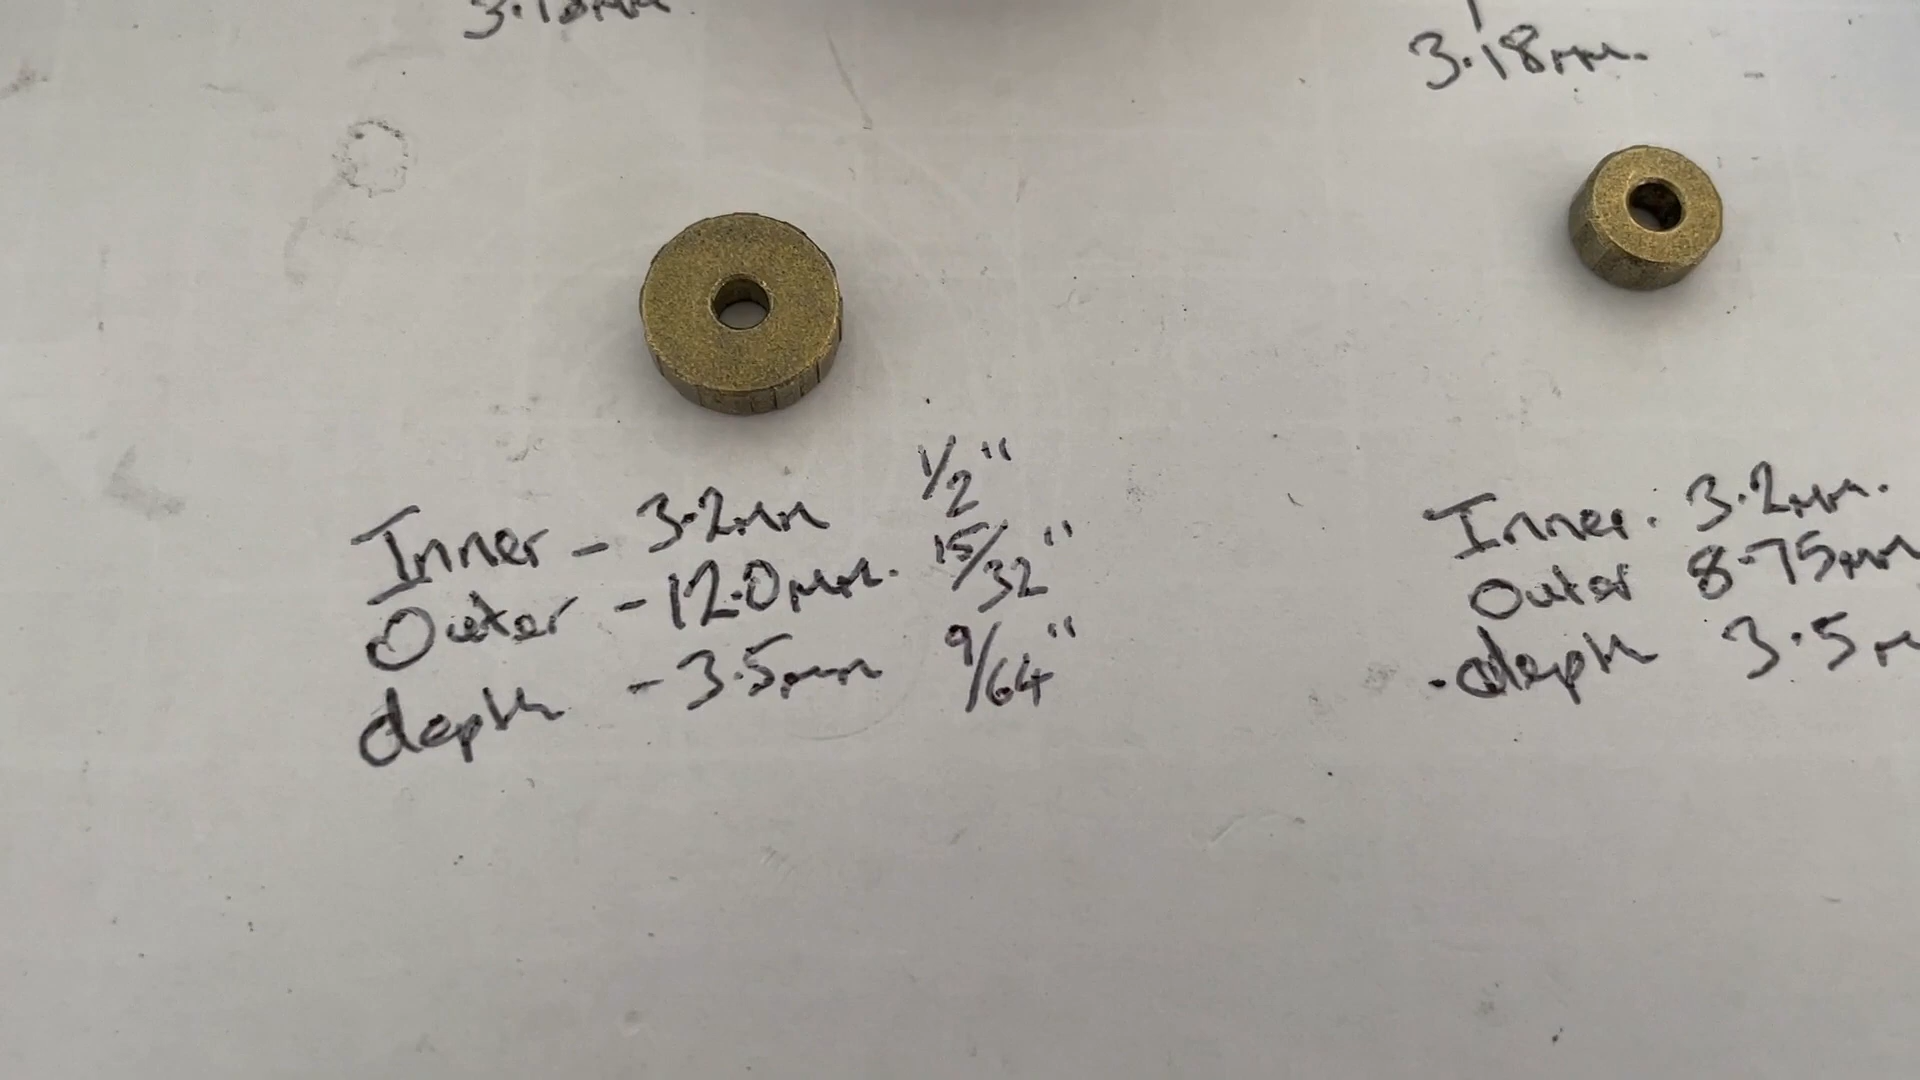 3.18mm.
Inner - 3.2mm 1/2"
Outer - 12.0mm. 15/32"
depth - 3.5mm 9/64"
Inner. 3.2mm.
Outer 8.75mm
.depth 3.5m